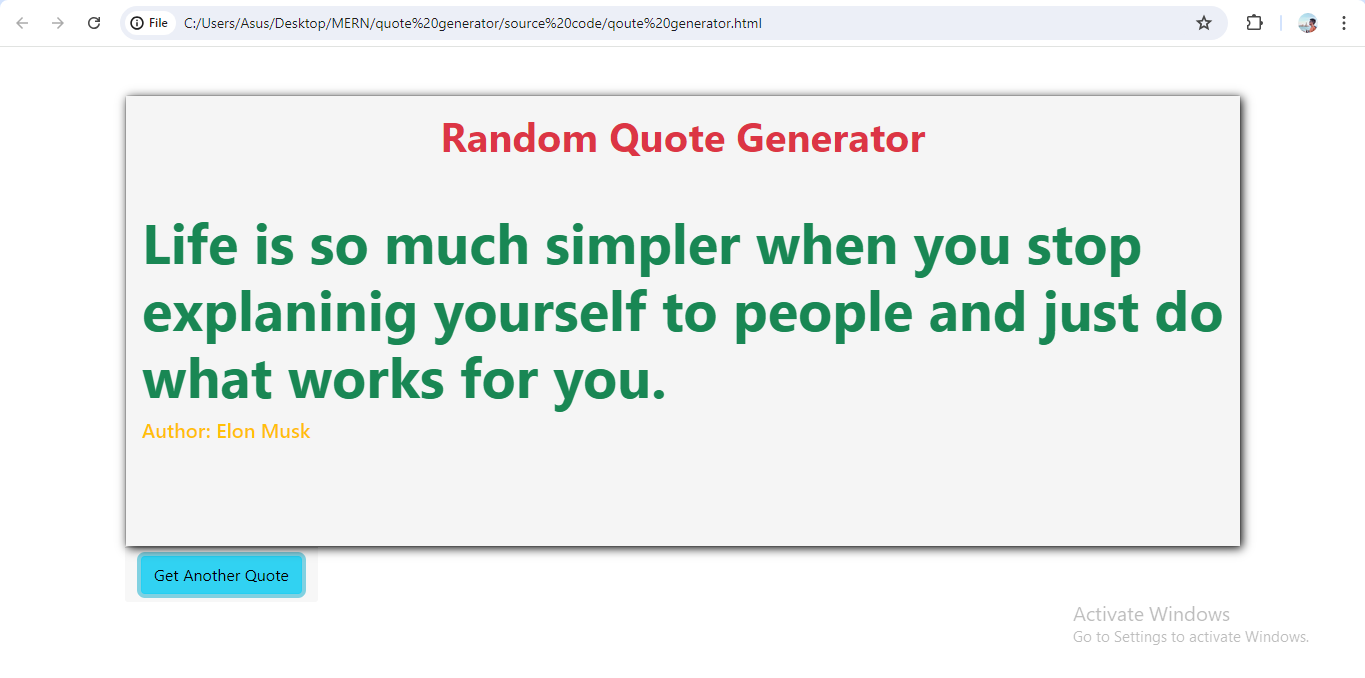 File C:/Users/Asus/Desktop/MERN/quote%20generator/source%20code/qoute%20generator.html
Random Quote Generator
Life is so much simpler when you stop
explaninig yourself to people and just do
what works for you.
Author: Elon Musk
Get Another Quote
Activate Windows
Go to Settings to activate Windows.